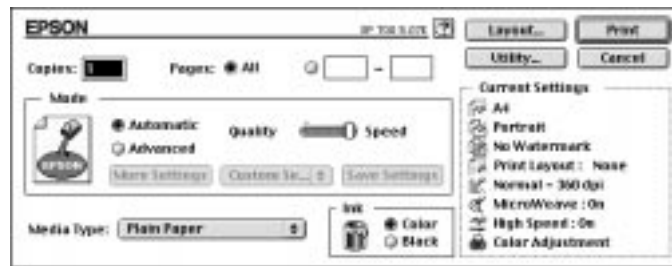 EPSON
?
Layout...
Print
Utility...
Cancel
Copies: 1
Pages: All
-
Mode
Automatic
Advanced
Quality
Speed
EPSON
More Settings
Save Settings
Media Type: Plain Paper
Ink
Color
Black
Current Settings
A4
Portrait
No Watermark
Print Layout : None
Normal - 360 dpi
MicroWeave : On
High Speed : On
Color Adjustment